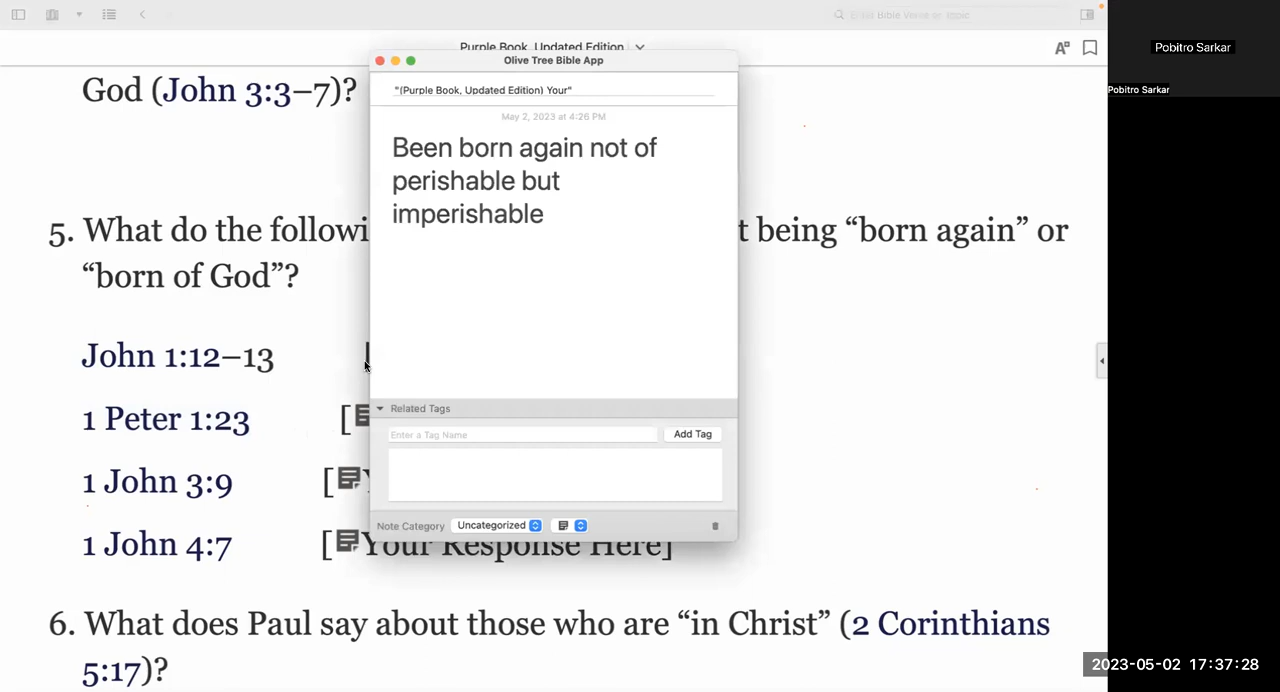 Enter Bible Verse or Topic
Purple Book, Updated Edition
Olive Tree Bible App
"(Purple Book, Updated Edition) Your"
May 2, 2023 at 4:26 PM
Been born again not of
perishable but
imperishable
Related Tags
Enter a Tag Name
Add Tag
Note Category
Uncategorized
God (John 3:3–7)?
5. What do the followi
t being “born again” or
“born of God”?
John 1:12–13
1 Peter 1:23 [
1 John 3:9 [
1 John 4:7 [Your Response Here]
6. What does Paul say about those who are “in Christ” (2 Corinthians
5:17)?
Pobitro Sarkar
Pobitro Sarkar
2023-05-02 17:37:28